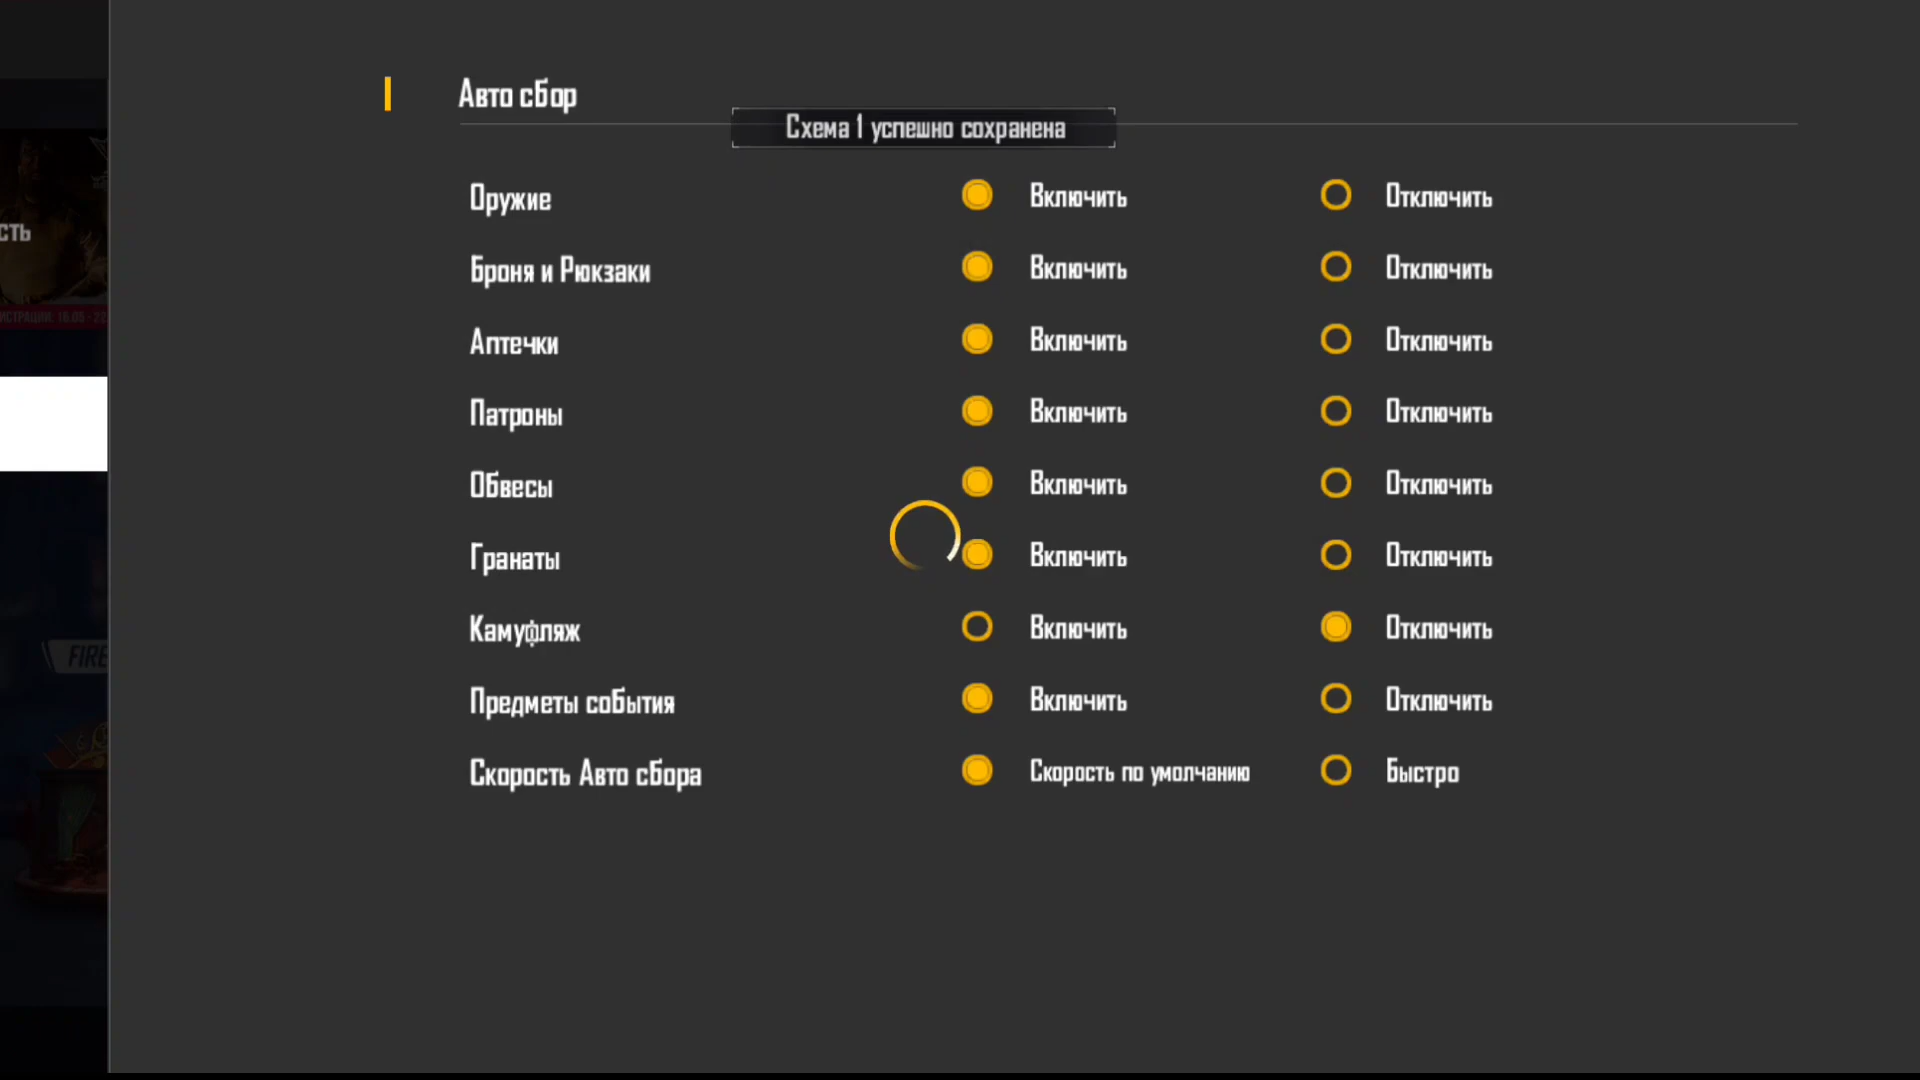 Авто сбор
Схема 1 успешно сохранена
Оружие Включить Отключить
Броня и Рюкзаки Включить Отключить
Аптечки Включить Отключить
Патроны Включить Отключить
Обвесы Включить Отключить
Гранаты Включить Отключить
Камуфляж Включить Отключить
Предметы события Включить Отключить
Скорость Авто сбора Скорость по умолчанию Быстро
СТЬ
FIRE